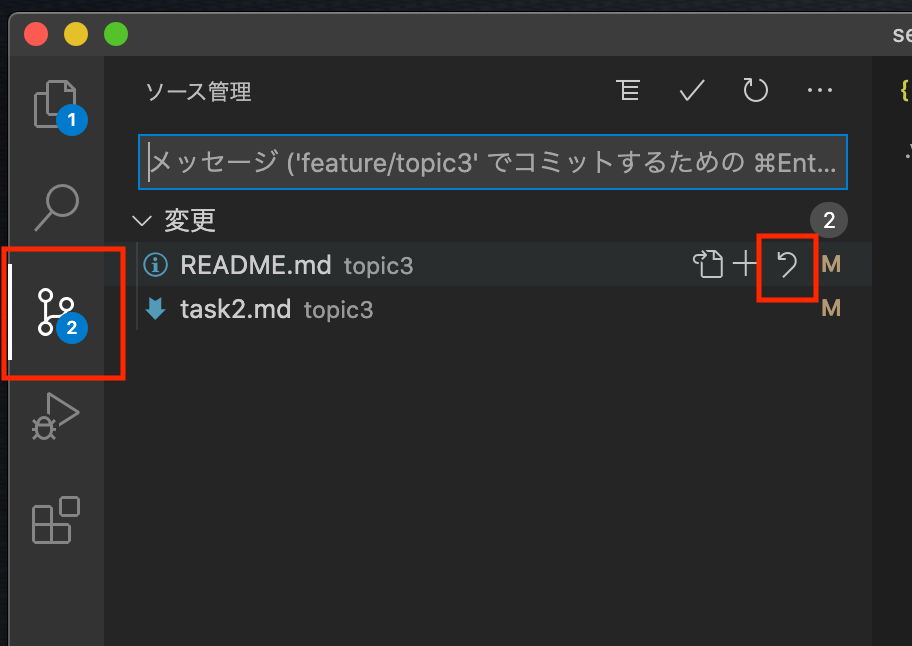 se
1
ソース管理
{
メッセージ ('feature/topic3' でコミットするための ⌘Ent...
変更
2
README.md topic3 M
2
task2.md topic3 M